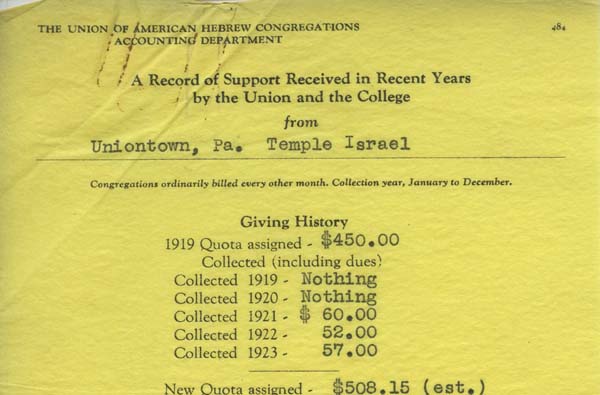 THE UNION OF AMERICAN HEBREW CONGREGATIONS 484
ACCOUNTING DEPARTMENT
A Record of Support Received in Recent Years
by the Union and the College
from
Uniontown, Pa. Temple Israel
Congregations ordinarily billed every other month. Collection year, January to December.
Giving History
1919 Quota assigned - $450.00
Collected (including dues)
Collected 1919 - Nothing
Collected 1920 - Nothing
Collected 1921 - $ 60.00
Collected 1922 - 52.00
Collected 1923 - 57.00
New Quota assigned - $508.15 (est.)